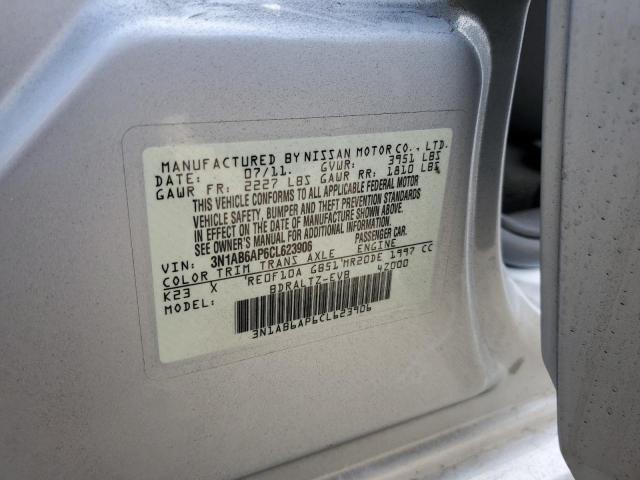 MANUFACTURED BY NISSAN MOTOR CO., LTD.
DATE: 07/11. GVWR: 3951 LBS
GAWR FR: 2227 LBS GAWR RR: 1810 LBS
THIS VEHICLE CONFORMS TO ALL APPLICABLE FEDERAL MOTOR
VEHICLE SAFETY, BUMPER AND THEFT PREVENTION STANDARDS
IN EFFECT ON THE DATE OF MANUFACTURE SHOWN ABOVE.
SEE OWNER'S MANUAL FOR ADDITIONAL INFORMATION.
VIN: 3N1AB6AP6CL623906 PASSENGER CAR.
COLOR TRIM TRANS AXLE ENGINE
K23 X RE0F10A GB51 MR20DE 1997 CC
MODEL: BDRALTZ-EVB 4Z000
3N1AB6AP6CL623906